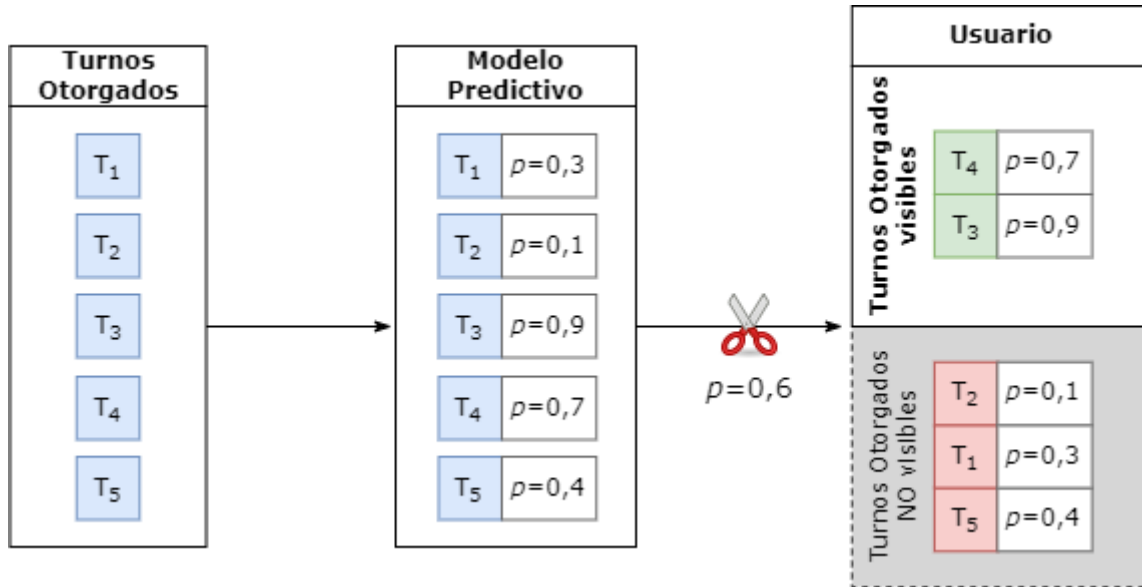 Turnos
Otorgados
T1
T2
T3
T4
T5
Modelo
Predictivo
T1 p=0,3
T2 p=0,1
T3 p=0,9
T4 p=0,7
T5 p=0,4
p=0,6
Usuario
Turnos Otorgados
visibles
T4 p=0,7
T3 p=0,9
Turnos Otorgados
NO visibles
T2 p=0,1
T1 p=0,3
T5 p=0,4